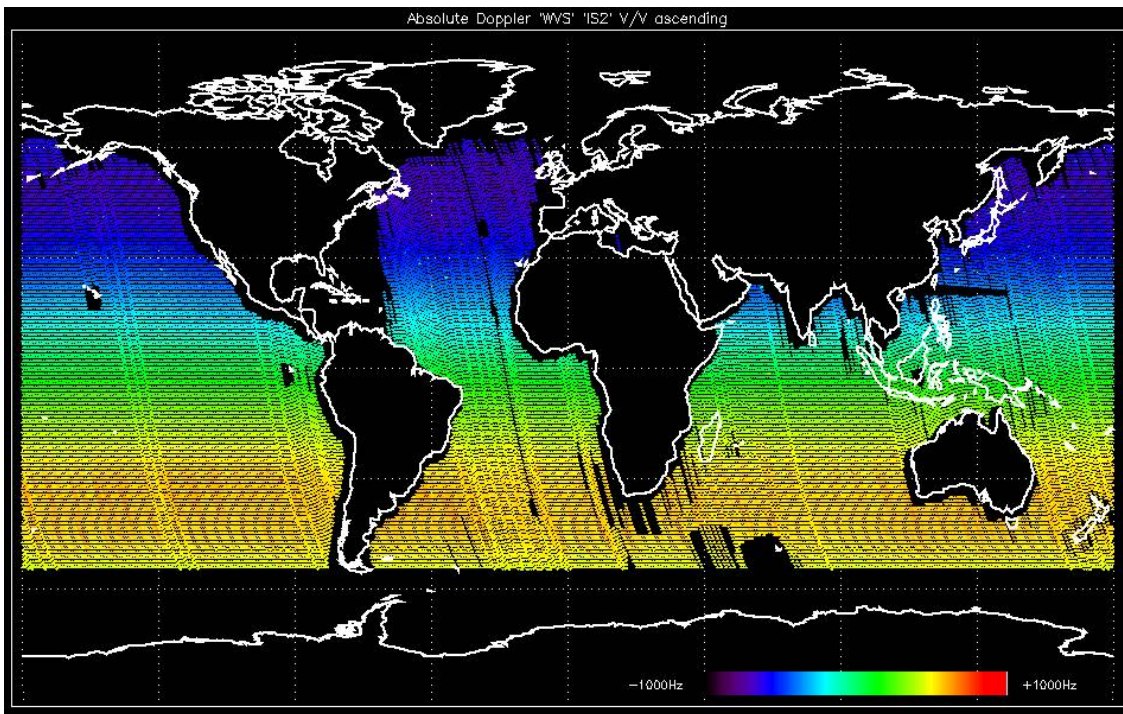 Absolute Doppler 'WVS' 'IS2' V/V ascending
-1000Hz +1000Hz